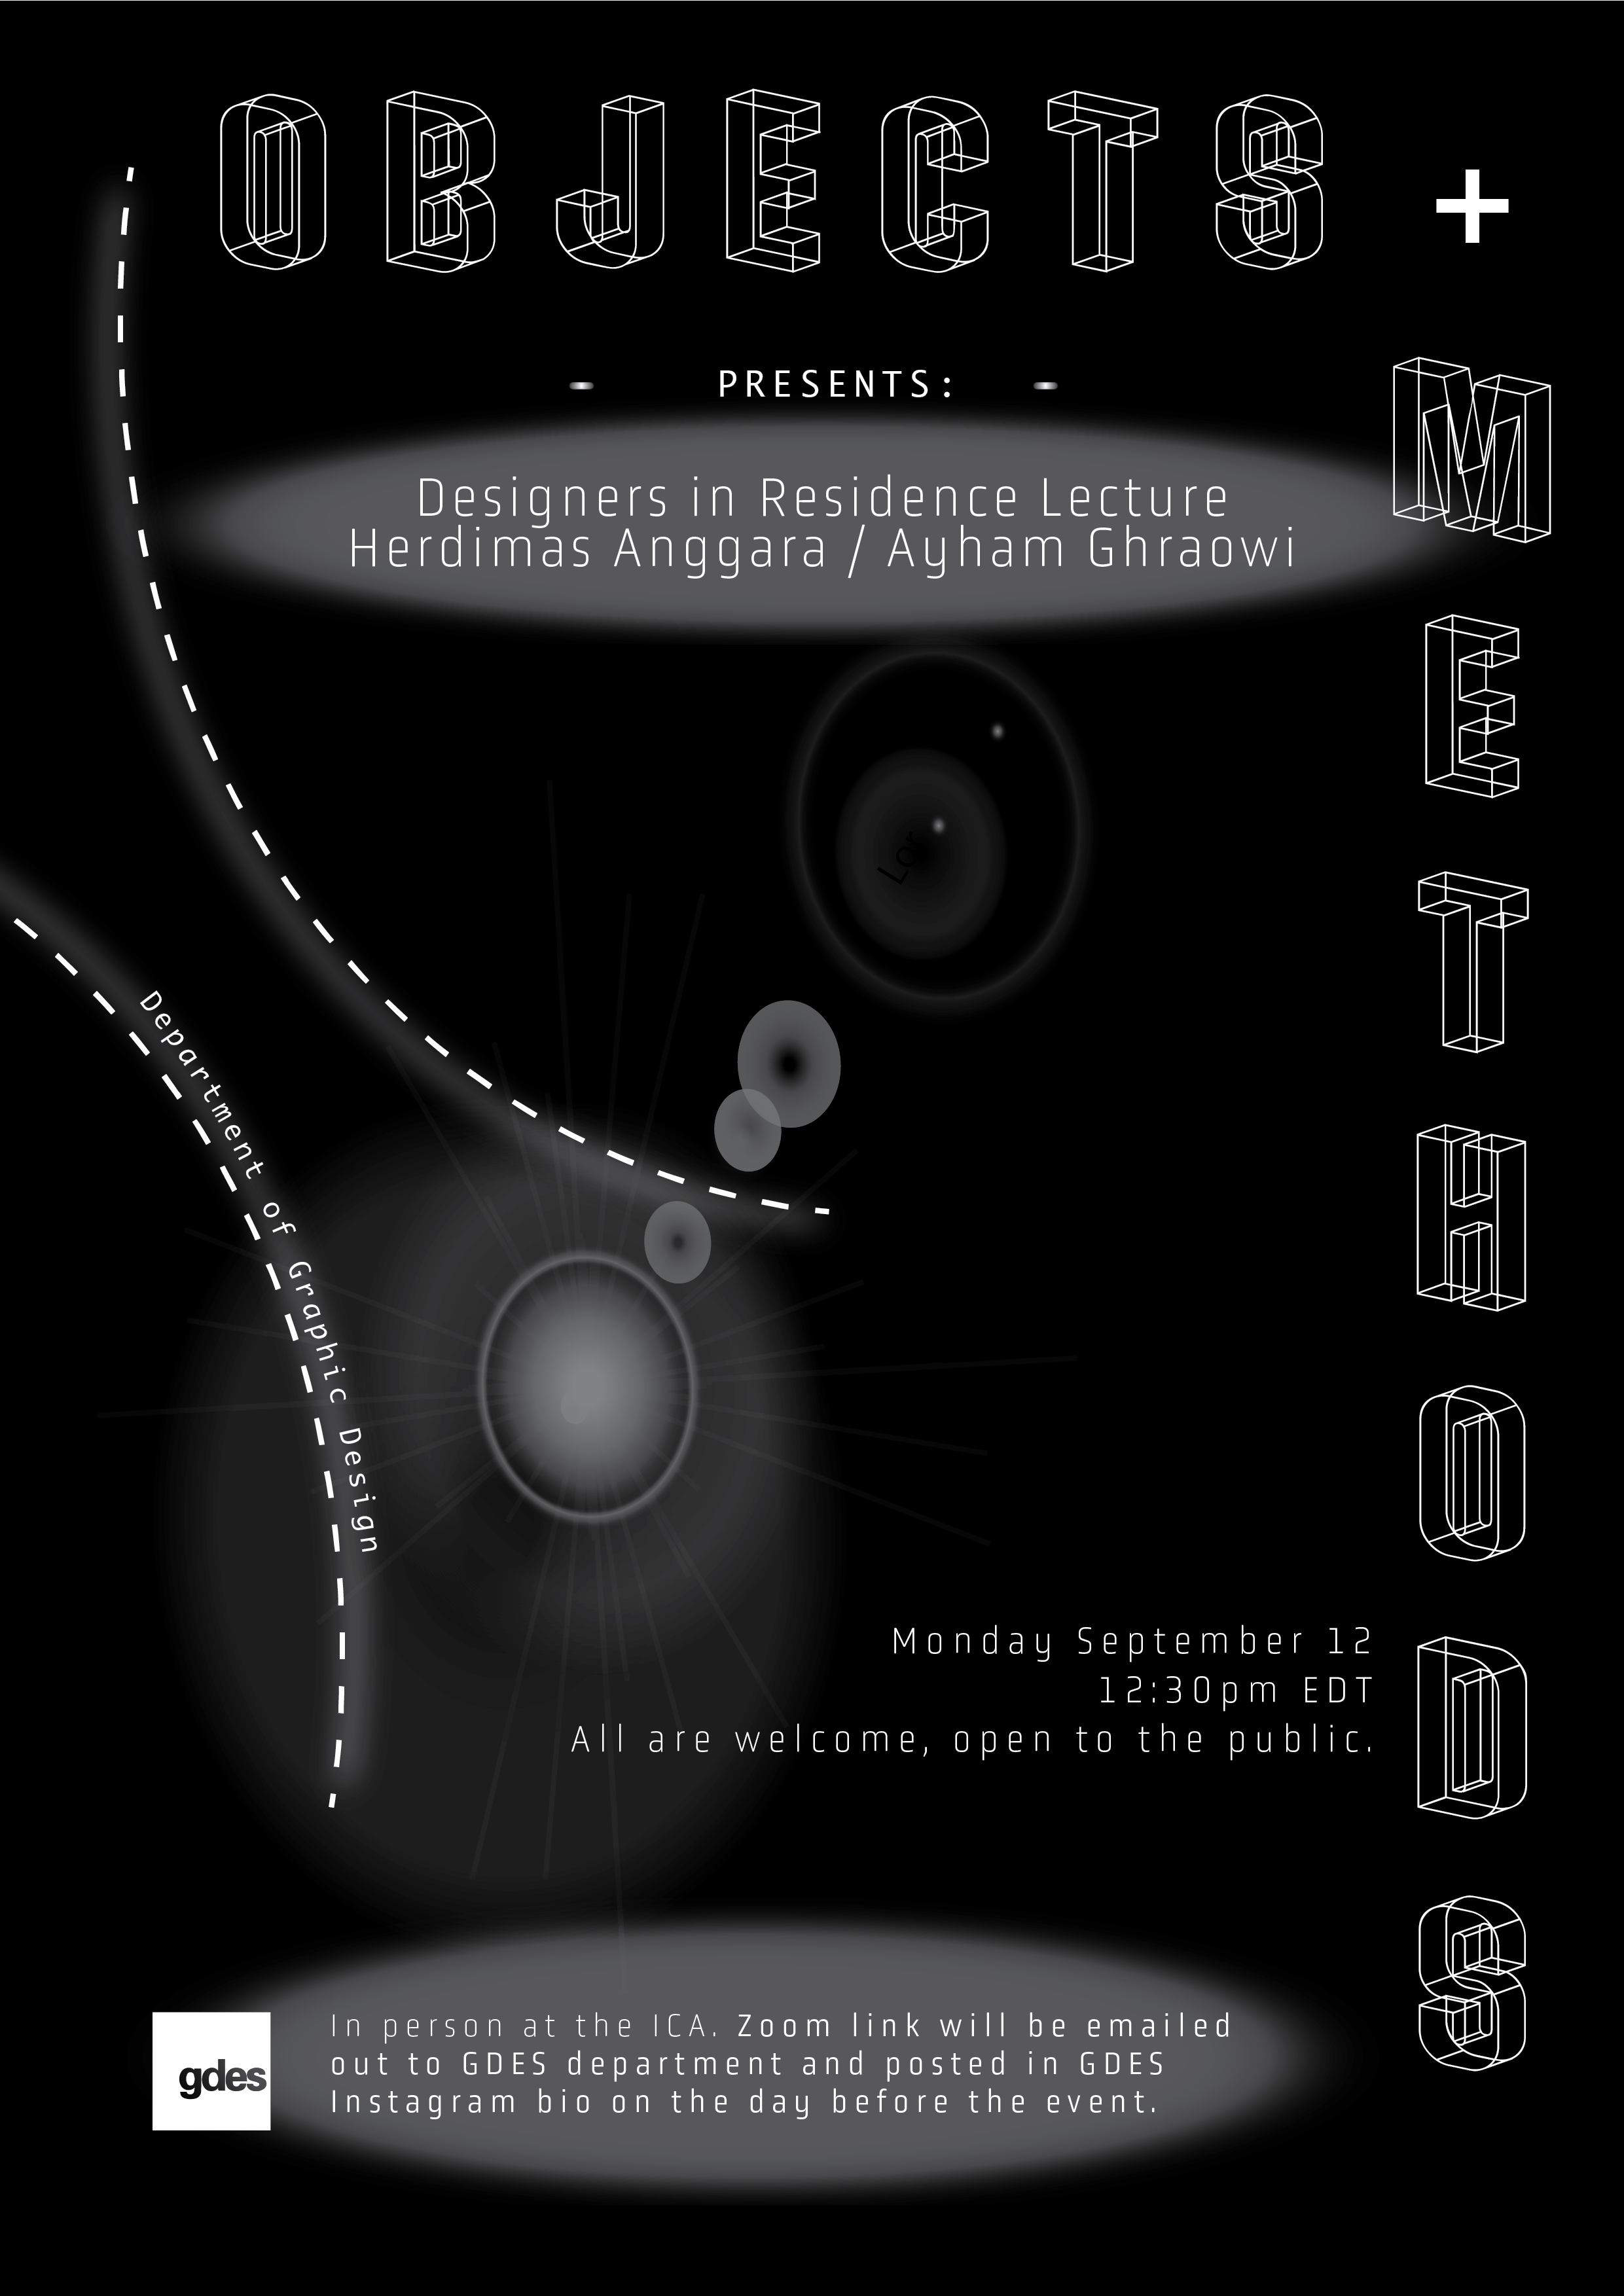 OBJECTS +
METHODS
PRESENTS:
Designers in Residence Lecture
Herdimas Anggara / Ayham Ghraowi
Lor
Department of Graphic Design
Monday September 12
12:30pm EDT
All are welcome, open to the public.
gdes
In person at the ICA. Zoom link will be emailed
out to GDES department and posted in GDES
Instagram bio on the day before the event.